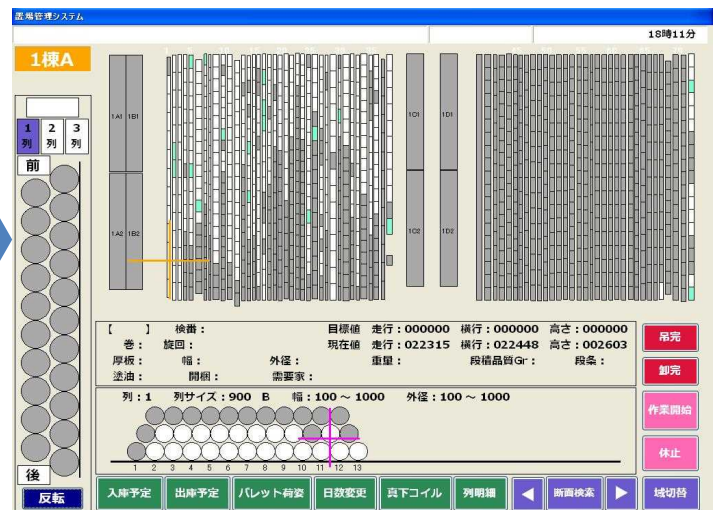 置場管理システム
18時11分
1棟A
1 2 3
列 列 列
前
後
反転
1A1 1B1
1A2 1B2
1C1 1D1
1C2 1D2
【 】 検番： 目標値 走行：000000 横行：000000 高さ：000000
巻： 旋回： 現在値 走行：022315 横行：022448 高さ：002603
厚板： 幅： 外径： 重量： 段積品質Gr： 段条：
塗油： 開梱： 需要家：
列：1 列サイズ：900 B 幅：100 ～ 1000 外径：100 ～ 1000
1 2 3 4 5 6 7 8 9 10 11 12 13
吊完
卸完
作業開始
休止
入庫予定 出庫予定 パレット荷姿 日数変更 真下コイル 列明細 断面検索 域切替